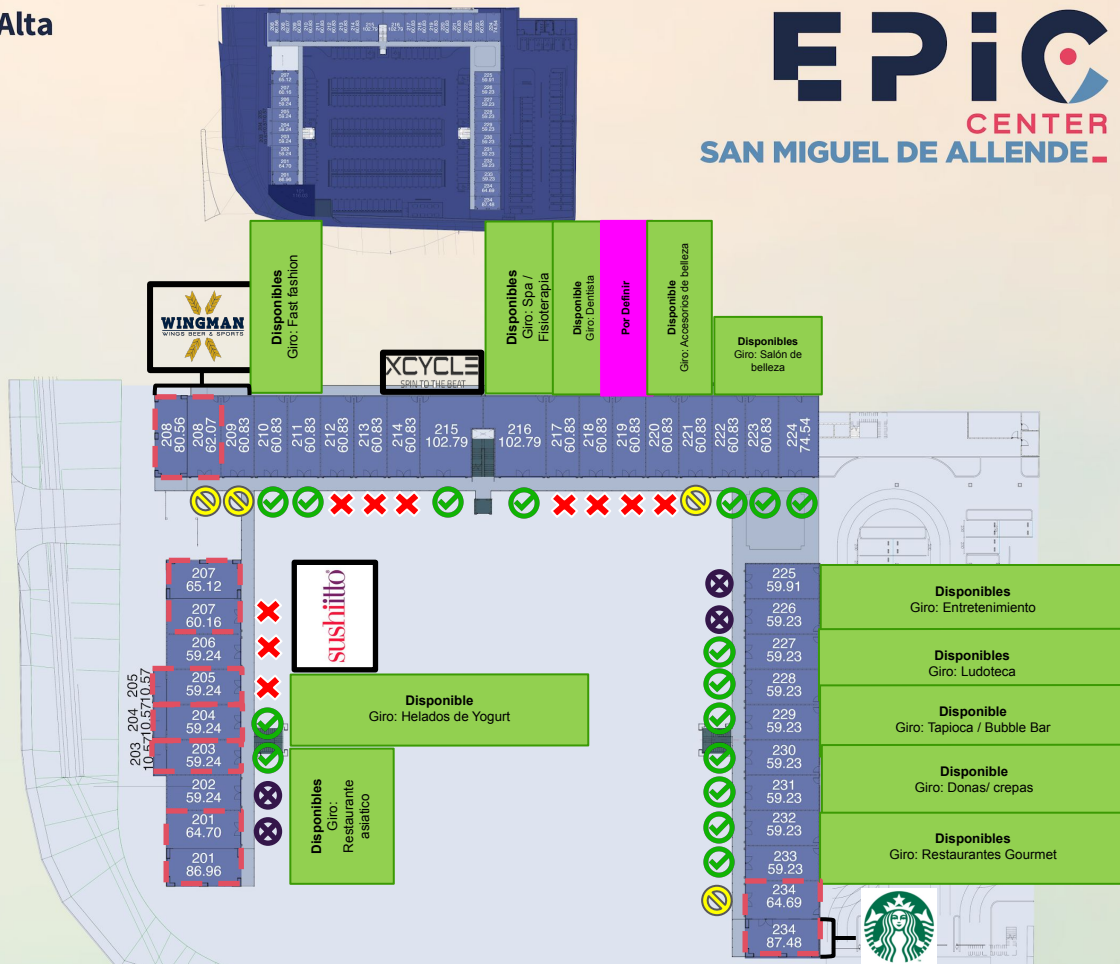 Alta
EPiC
CENTER
SAN MIGUEL DE ALLENDE
WINGMAN
WINGS BEER & SPORTS
Disponibles
Giro: Fast fashion
XCYCLE
SPIN TO THE BEAT
Disponibles
Giro: Spa /
Fisioterapia
Disponible
Giro: Dentista
Por Definir
Disponible
Giro: Accesorios de belleza
Disponibles
Giro: Salón de
belleza
208
80.56
208
62.07
209
60.83
210
60.83
211
60.83
212
60.83
213
60.83
214
60.83
215
102.79
216
102.79
217
60.83
218
60.83
219
60.83
220
60.83
221
60.83
222
60.83
223
60.83
224
74.54
207
65.12
207
60.16
206
59.24
205
59.24
204
59.24
203
59.24
202
59.24
201
64.70
201
86.96
205
10.57
204
10.57
203
10.57
sushiitto
Disponible
Giro: Helados de Yogurt
Disponibles
Giro:
Restaurante
asiatico
225
59.91
226
59.23
227
59.23
228
59.23
229
59.23
230
59.23
231
59.23
232
59.23
233
59.23
234
64.69
234
87.48
Disponibles
Giro: Entretenimiento
Disponibles
Giro: Ludoteca
Disponible
Giro: Tapioca / Bubble Bar
Disponible
Giro: Donas/ crepas
Disponibles
Giro: Restaurantes Gourmet